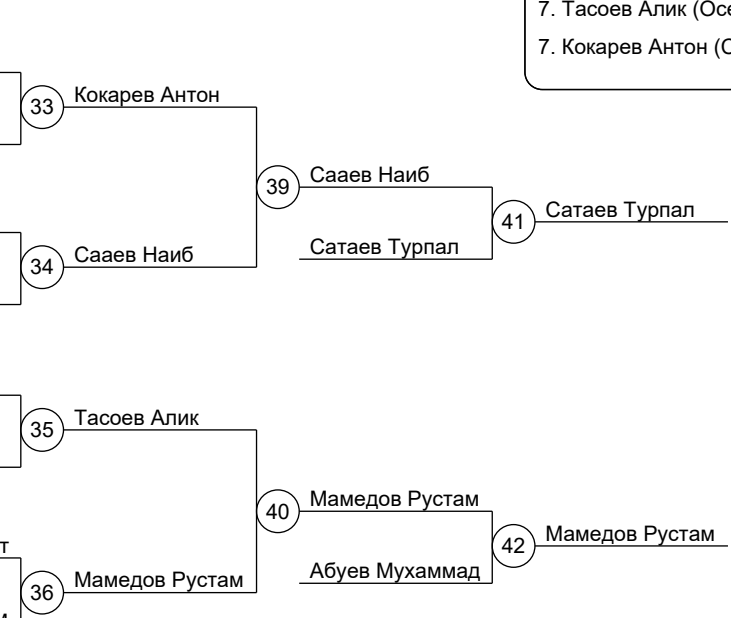 7. Тасоев Алик
7. Кокарев Антон
33 Кокарев Антон
39 Сааев Наиб
41 Сатаев Турпал
Сатаев Турпал
34 Сааев Наиб
35 Тасоев Алик
40 Мамедов Рустам
42 Мамедов Рустам
Абуев Мухаммад
36 Мамедов Рустам